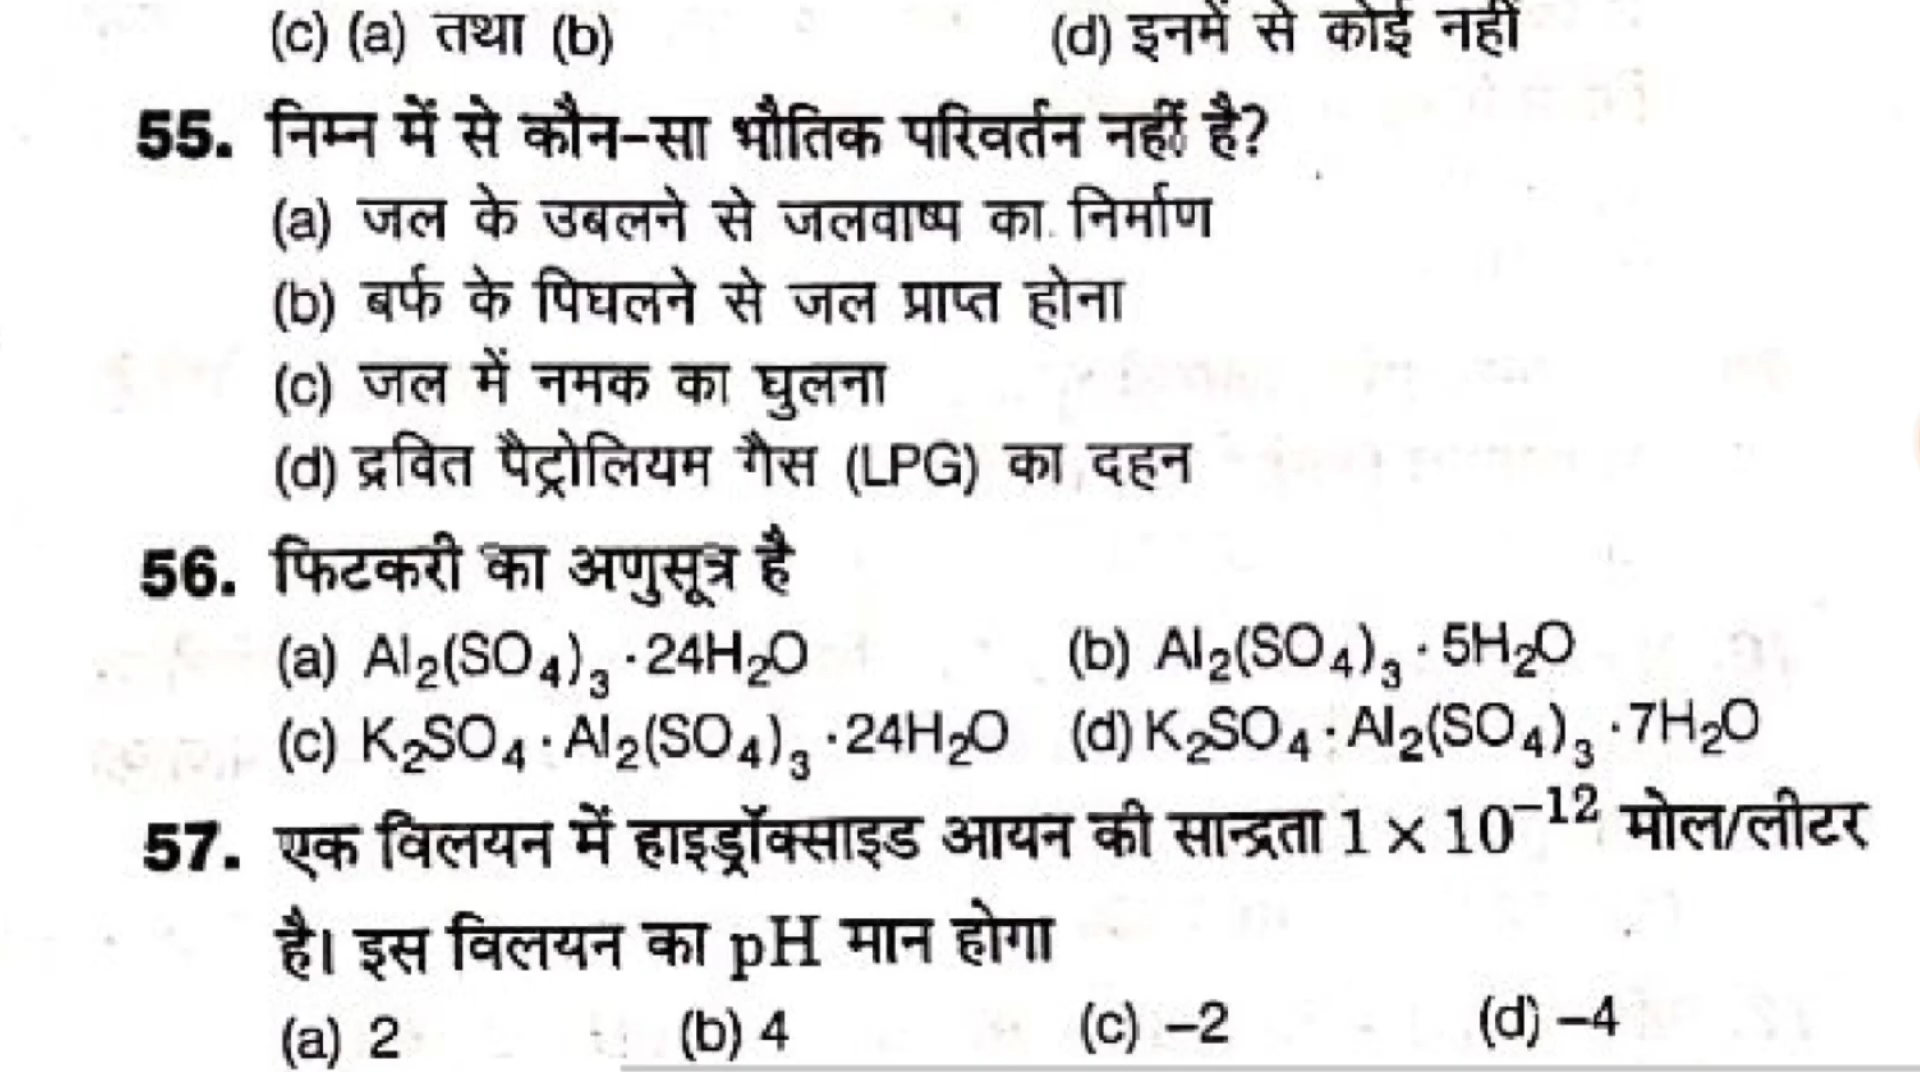 (c) (a) तथा (b) (d) इनमें से कोई नहीं
55. निम्न में से कौन-सा भौतिक परिवर्तन नहीं है?
(a) जल के उबलने से जलवाष्प का निर्माण
(b) बर्फ के पिघलने से जल प्राप्त होना
(c) जल में नमक का घुलना
(d) द्रवित पैट्रोलियम गैस (LPG) का दहन
56. फिटकरी का अणुसूत्र है
(a) Al₂(SO₄)₃ · 24H₂O (b) Al₂(SO₄)₃ · 5H₂O
(c) K₂SO₄ · Al₂(SO₄)₃ · 24H₂O (d) K₂SO₄ · Al₂(SO₄)₃ · 7H₂O
57. एक विलयन में हाइड्रॉक्साइड आयन की सान्द्रता 1 × 10⁻¹² मोल/लीटर
है। इस विलयन का pH मान होगा
(a) 2 (b) 4 (c) –2 (d) –4